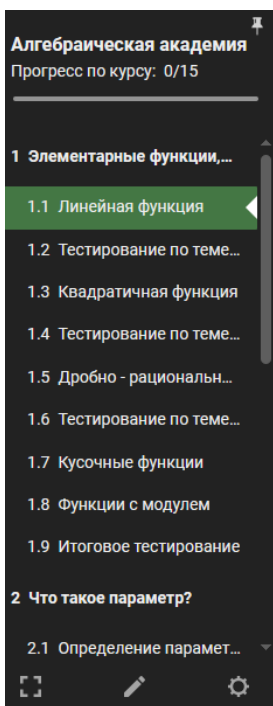 Алгебраическая академия
Прогресс по курсу: 0/15
1 Элементарные функции,...
1.1 Линейная функция
1.2 Тестирование по теме...
1.3 Квадратичная функция
1.4 Тестирование по теме...
1.5 Дробно - рациональн...
1.6 Тестирование по теме...
1.7 Кусочные функции
1.8 Функции с модулем
1.9 Итоговое тестирование
2 Что такое параметр?
2.1 Определение парамет...